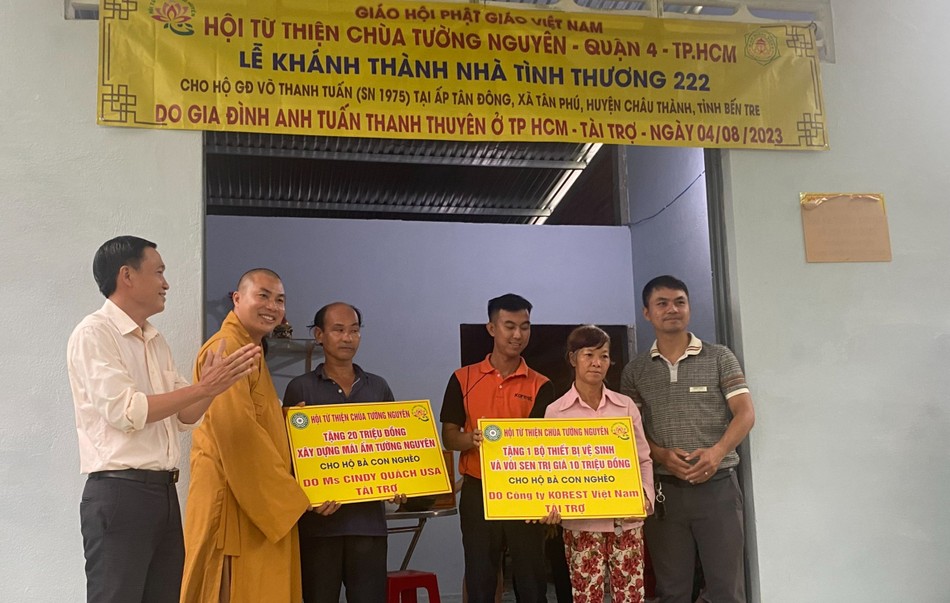 GIÁO HỘI PHẬT GIÁO VIỆT NAM
HỘI TỪ THIỆN CHÙA TƯỜNG NGUYÊN - QUẬN 4 - TP.HCM
LỄ KHÁNH THÀNH NHÀ TÌNH THƯƠNG 222
CHO HỘ GĐ VÕ THANH TUẤN (SN 1975) TẠI ẤP TÂN ĐÔNG, XÃ TÂN PHÚ, HUYỆN CHÂU THÀNH, TỈNH BẾN TRE
DO GIA ĐÌNH ANH TUẤN THANH THUYÊN Ở TP HCM - TÀI TRỢ - NGÀY 04/08/2023
HỘI TỪ THIỆN CHÙA TƯỜNG NGUYÊN
TẶNG 20 TRIỆU ĐỒNG
XÂY DỰNG MÁI ẤM TƯỜNG NGUYÊN
CHO HỘ BÀ CON NGHÈO
DO Ms CINDY QUÁCH USA
TÀI TRỢ
HỘI TỪ THIỆN CHÙA TƯỜNG NGUYÊN
TẶNG 1 BỘ THIẾT BỊ VỆ SINH
VÀ VÒI SEN TRỊ GIÁ 10 TRIỆU ĐỒNG
CHO HỘ BÀ CON NGHÈO
DO Công ty KOREST Việt Nam
TÀI TRỢ